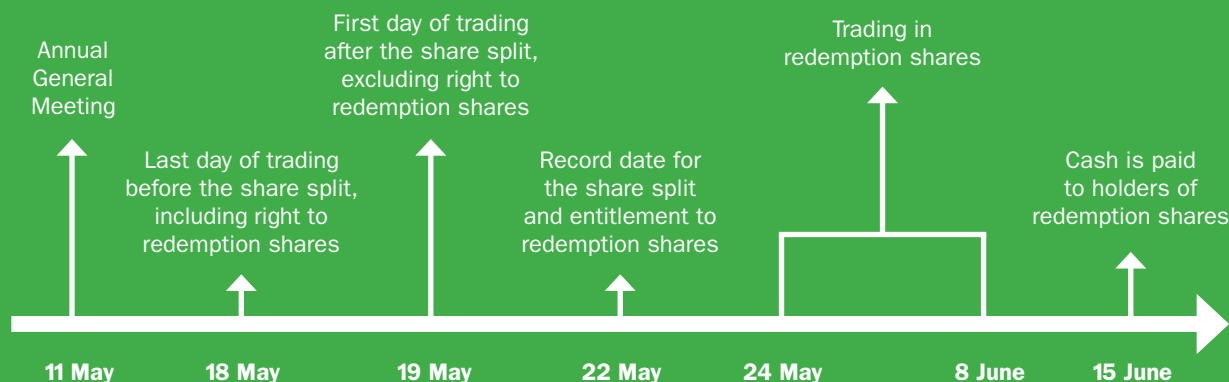 Annual
General
Meeting
Last day of trading
before the share split,
including right to
redemption shares
First day of trading
after the share split,
excluding right to
redemption shares
Record date for
the share split
and entitlement to
redemption shares
Trading in
redemption shares
Cash is paid
to holders of
redemption shares
11 May
18 May
19 May
22 May
24 May
8 June
15 June